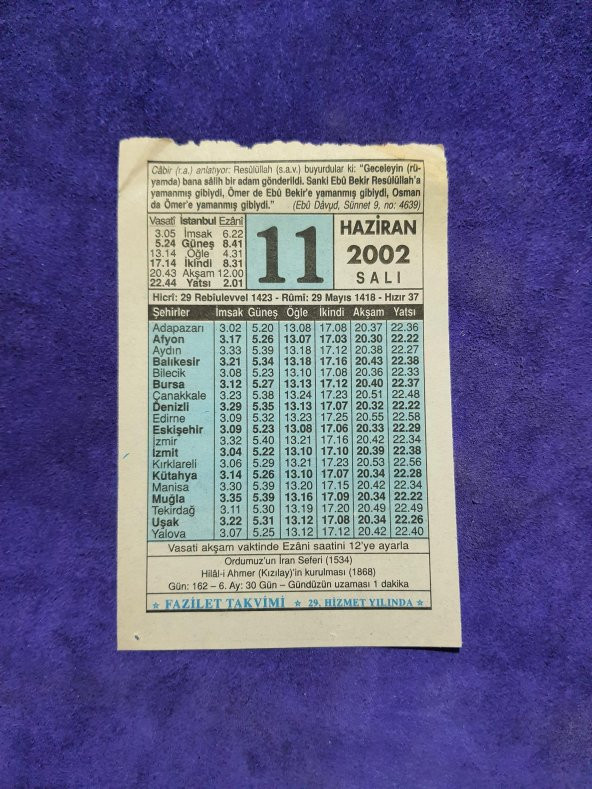 Câbir (r.a.) anlatıyor: Resûlüllah (s.a.v.) buyurdular ki: "Geceleyin (rü-
yamda) bana sâlih bir adam gönderildi. Sanki Ebû Bekir Resûlüllah'a
yamanmış gibiydi, Ömer de Ebû Bekir'e yamanmış gibiydi, Osman
da Ömer'e yamanmış gibiydi." (Ebû Dâvud, Sünnet 9, no: 4639)
Vasatî İstanbul Ezânî
3.05 İmsak 6.22
5.24 Güneş 8.41
13.14 Öğle 4.31
17.14 İkindi 8.31
20.43 Akşam 12.00
22.44 Yatsı 2.01
11
HAZİRAN
2002
SALI
Hicrî: 29 Rebiulevvel 1423 - Rûmî: 29 Mayıs 1418 - Hızır 37
Şehirler İmsak Güneş Öğle İkindi Akşam Yatsı
Adapazarı 3.02 5.20 13.08 17.08 20.37 22.36
Afyon 3.17 5.26 13.07 17.03 20.30 22.22
Aydın 3.33 5.39 13.18 17.12 20.38 22.27
Balıkesir 3.21 5.34 13.18 17.16 20.43 22.38
Bilecik 3.08 5.23 13.10 17.08 20.36 22.33
Bursa 3.12 5.27 13.13 17.12 20.40 22.37
Çanakkale 3.23 5.38 13.24 17.23 20.51 22.48
Denizli 3.29 5.35 13.13 17.07 20.32 22.22
Edirne 3.09 5.32 13.23 17.25 20.55 22.58
Eskişehir 3.09 5.23 13.08 17.06 20.33 22.29
İzmir 3.32 5.40 13.21 17.16 20.42 22.34
İzmit 3.04 5.22 13.10 17.10 20.39 22.38
Kırklareli 3.06 5.29 13.21 17.23 20.53 22.56
Kütahya 3.14 5.26 13.10 17.07 20.34 22.28
Manisa 3.30 5.39 13.20 17.15 20.42 22.34
Muğla 3.35 5.39 13.16 17.09 20.34 22.22
Tekirdağ 3.11 5.30 13.19 17.20 20.49 22.49
Uşak 3.22 5.31 13.12 17.08 20.34 22.26
Yalova 3.07 5.25 13.12 17.12 20.42 22.40
Vasati akşam vaktinde Ezâni saatini 12'ye ayarla
Ordumuz'un İran Seferi (1534)
Hilâl-i Ahmer (Kızılay)'in kurulması (1868)
Gün: 162 – 6. Ay: 30 Gün – Gündüzün uzaması 1 dakika
★ FAZİLET TAKVİMİ ★ 29. HİZMET YILINDA ★